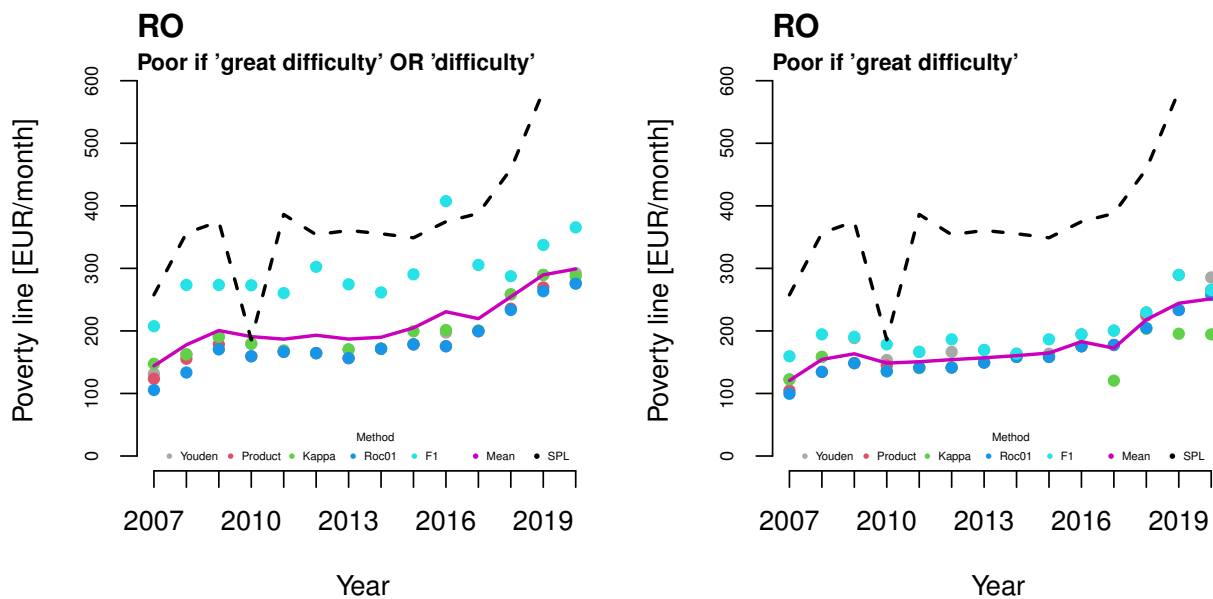 RO
Poor if ’great difficulty’ OR ’difficulty’
Poverty line [EUR/month]
600
500
400
300
200
100
0
Method
Youden Product Kappa Roc01 F1 Mean SPL
2007 2010 2013 2016 2019
Year
RO
Poor if ’great difficulty’
Poverty line [EUR/month]
600
500
400
300
200
100
0
Method
Youden Product Kappa Roc01 F1 Mean SPL
2007 2010 2013 2016 2019
Year